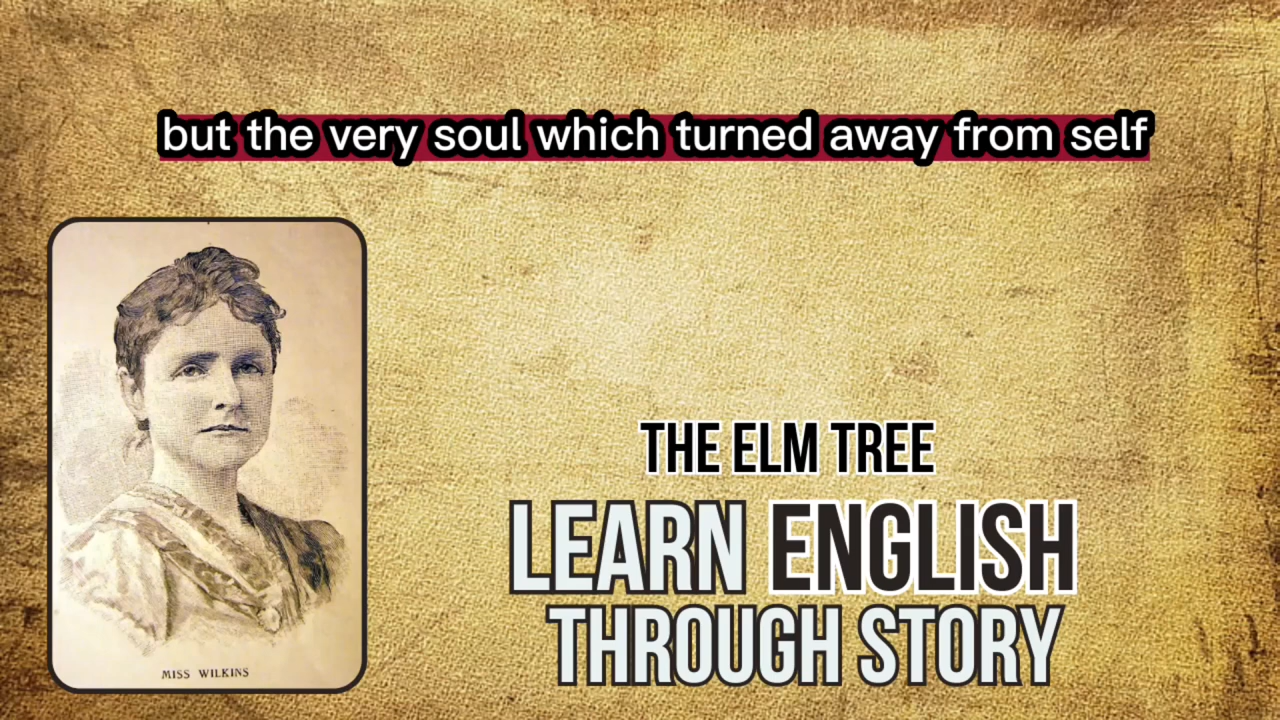 but the very soul which turned away from self
THE ELM TREE
LEARN ENGLISH
THROUGH STORY
MISS WILKINS